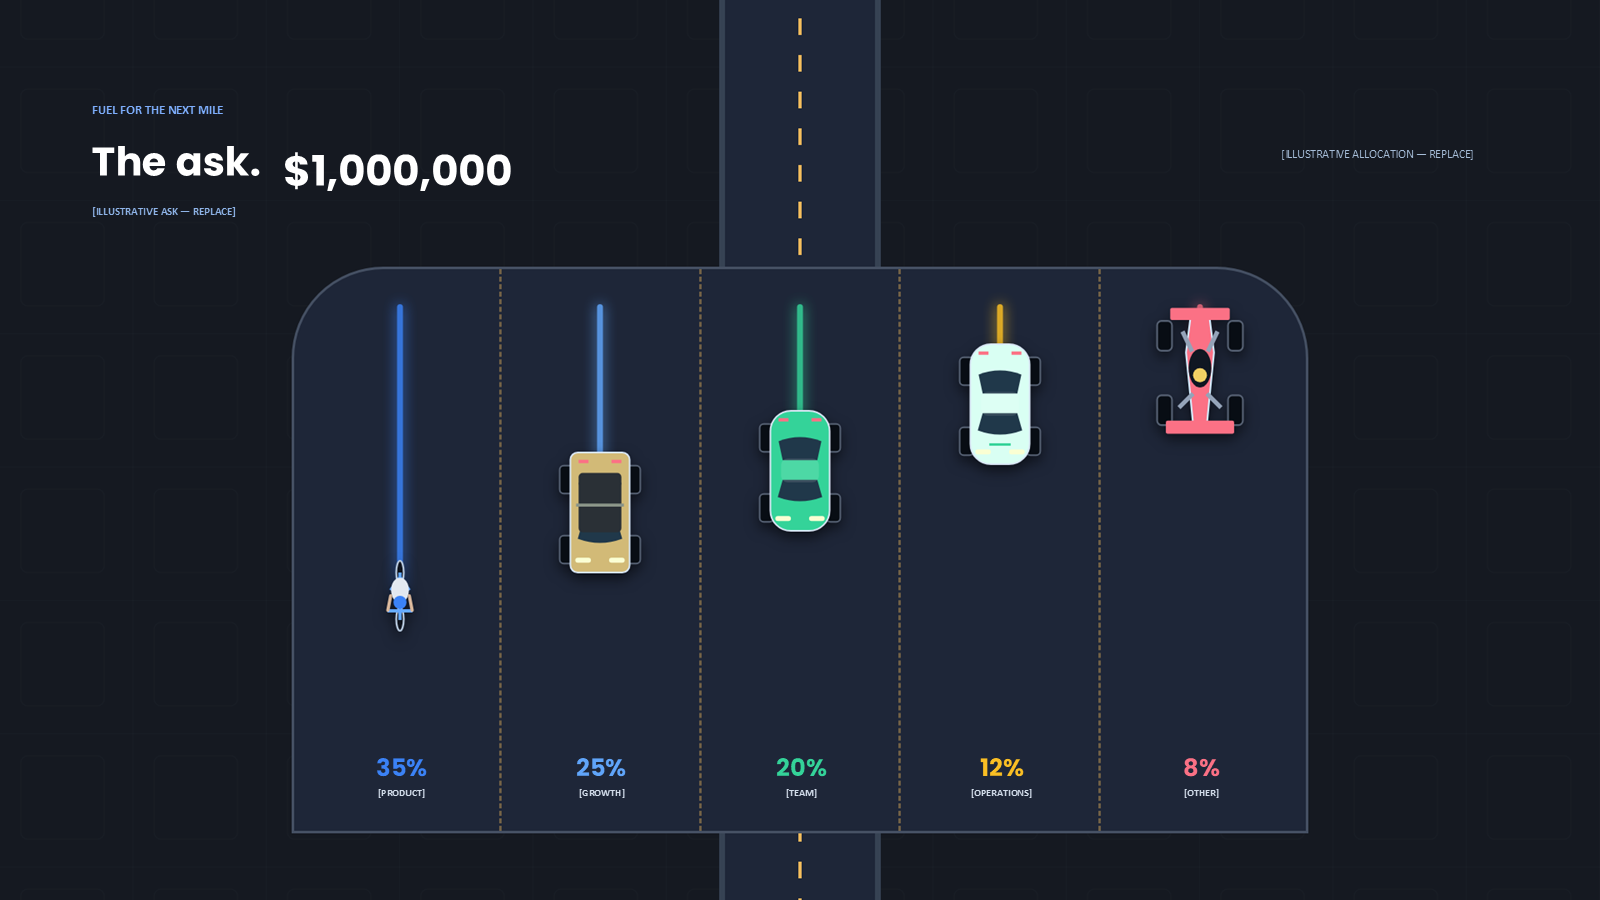 FUEL FOR THE NEXT MILE
The ask. $1,000,000
[ILLUSTRATIVE ASK — REPLACE]
[ILLUSTRATIVE ALLOCATION — REPLACE]
35% 25% 20% 12% 8%
[PRODUCT] [GROWTH] [TEAM] [OPERATIONS] [OTHER]